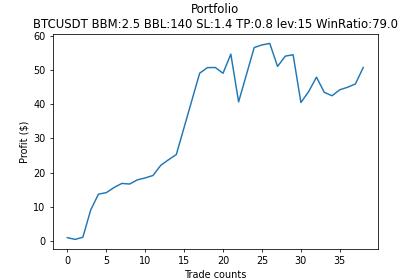 Portfolio
BTCUSDT BBM:2.5 BBL:140 SL:1.4 TP:0.8 lev:15 WinRatio:79.0
60
50
40
30
20
10
0
Profit ($)
0 5 10 15 20 25 30 35
Trade counts